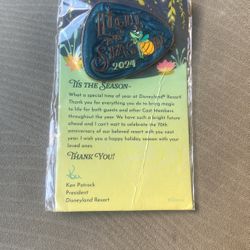 SEASON
2024
'TIS THE SEASON~
What a special time of year at Disneyland Resort!
Thank you for everything you do to bring magic
to life for both guests and other Cast Members
throughout the year. We have such a bright future
ahead and I can't wait to celebrate the 70th
anniversary of our beloved resort with you next
year. I wish you a happy holiday season with your
loved ones.
THANK YOU!
Ken
Ken Potrock
President
Disneyland Resort